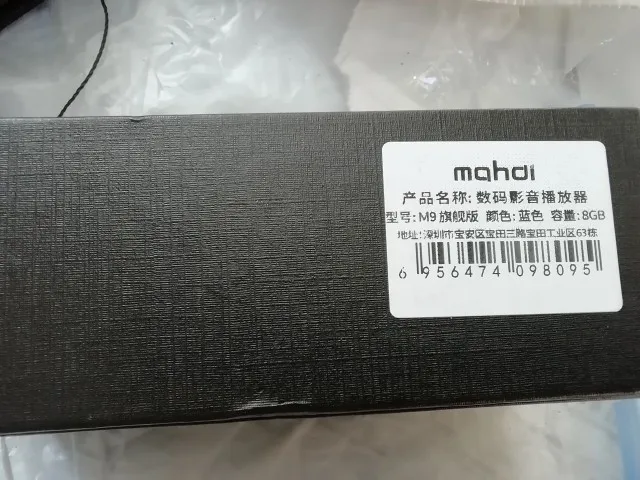 mahdi
产品名称: 数码影音播放器
型号: M9 旗舰版 颜色: 蓝色 容量: 8GB
地址: 深圳市宝安区宝田三路宝田工业区63栋
6 956474 098095